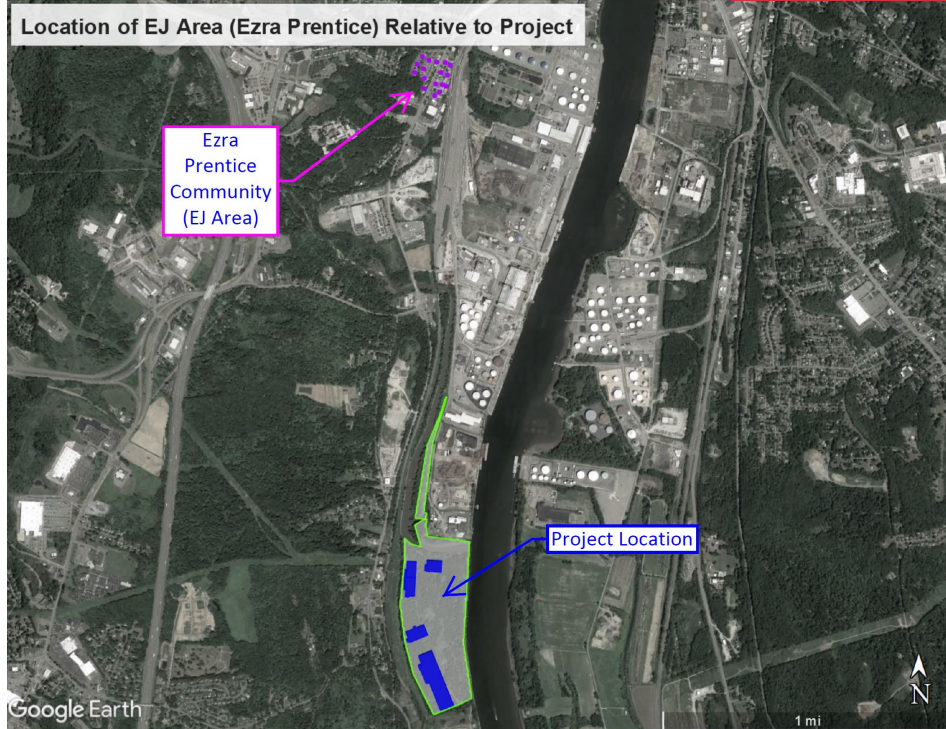 Location of EJ Area (Ezra Prentice) Relative to Project
Ezra
Prentice
Community
(EJ Area)
Project Location
Google Earth
N
1 mi